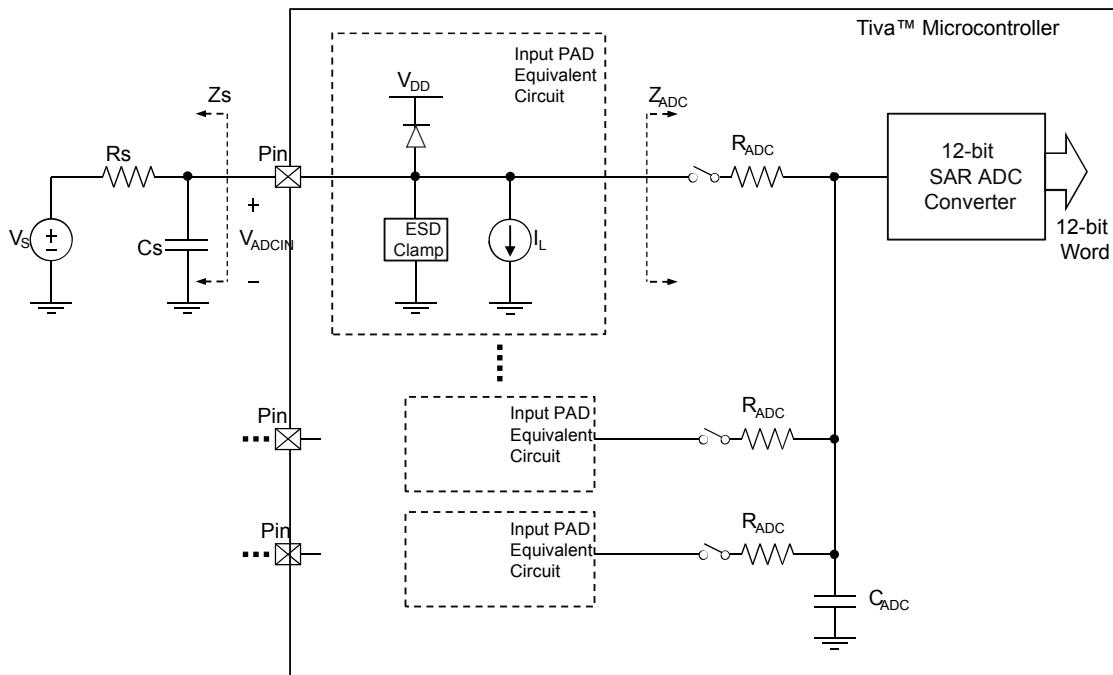 Tiva™ Microcontroller
Input PAD
Equivalent
Circuit
VDD
Zs
ZADC
Rs
Pin
RADC
12-bit
SAR ADC
Converter
VS
+
–
Cs
+
VADCIN
–
ESD
Clamp
IL
12-bit
Word
Pin
Input PAD
Equivalent
Circuit
RADC
Pin
Input PAD
Equivalent
Circuit
RADC
CADC